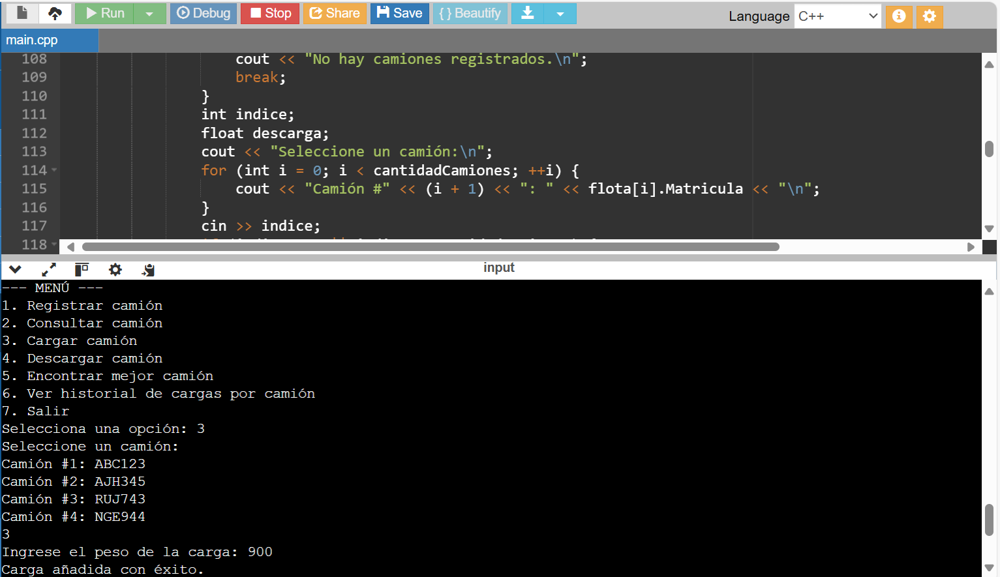 Run Debug Stop Share Save { } Beautify Language C++
main.cpp
108 cout << "No hay camiones registrados.\n";
109 break;
110 }
111 int indice;
112 float descarga;
113 cout << "Seleccione un camión:\n";
114 for (int i = 0; i < cantidadCamiones; ++i) {
115 cout << "Camión #" << (i + 1) << ": " << flota[i].Matricula << "\n";
116 }
117 cin >> indice;
118
input
--- MENÚ ---
1. Registrar camión
2. Consultar camión
3. Cargar camión
4. Descargar camión
5. Encontrar mejor camión
6. Ver historial de cargas por camión
7. Salir
Selecciona una opción: 3
Seleccione un camión:
Camión #1: ABC123
Camión #2: AJH345
Camión #3: RUJ743
Camión #4: NGE944
3
Ingrese el peso de la carga: 900
Carga añadida con éxito.